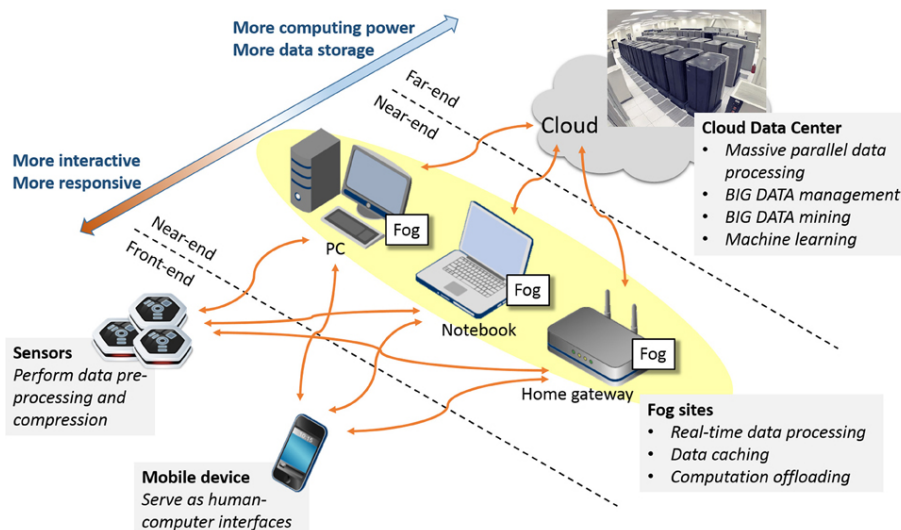 More computing power
More data storage
Far-end
Near-end
Cloud
Cloud Data Center
• Massive parallel data
processing
• BIG DATA management
• BIG DATA mining
• Machine learning
More interactive
More responsive
Near-end
Front-end
Fog
PC
Fog
Notebook
Fog
Home gateway
Sensors
Perform data pre-
processing and
compression
Fog sites
• Real-time data processing
• Data caching
• Computation offloading
Mobile device
Serve as human-
computer interfaces